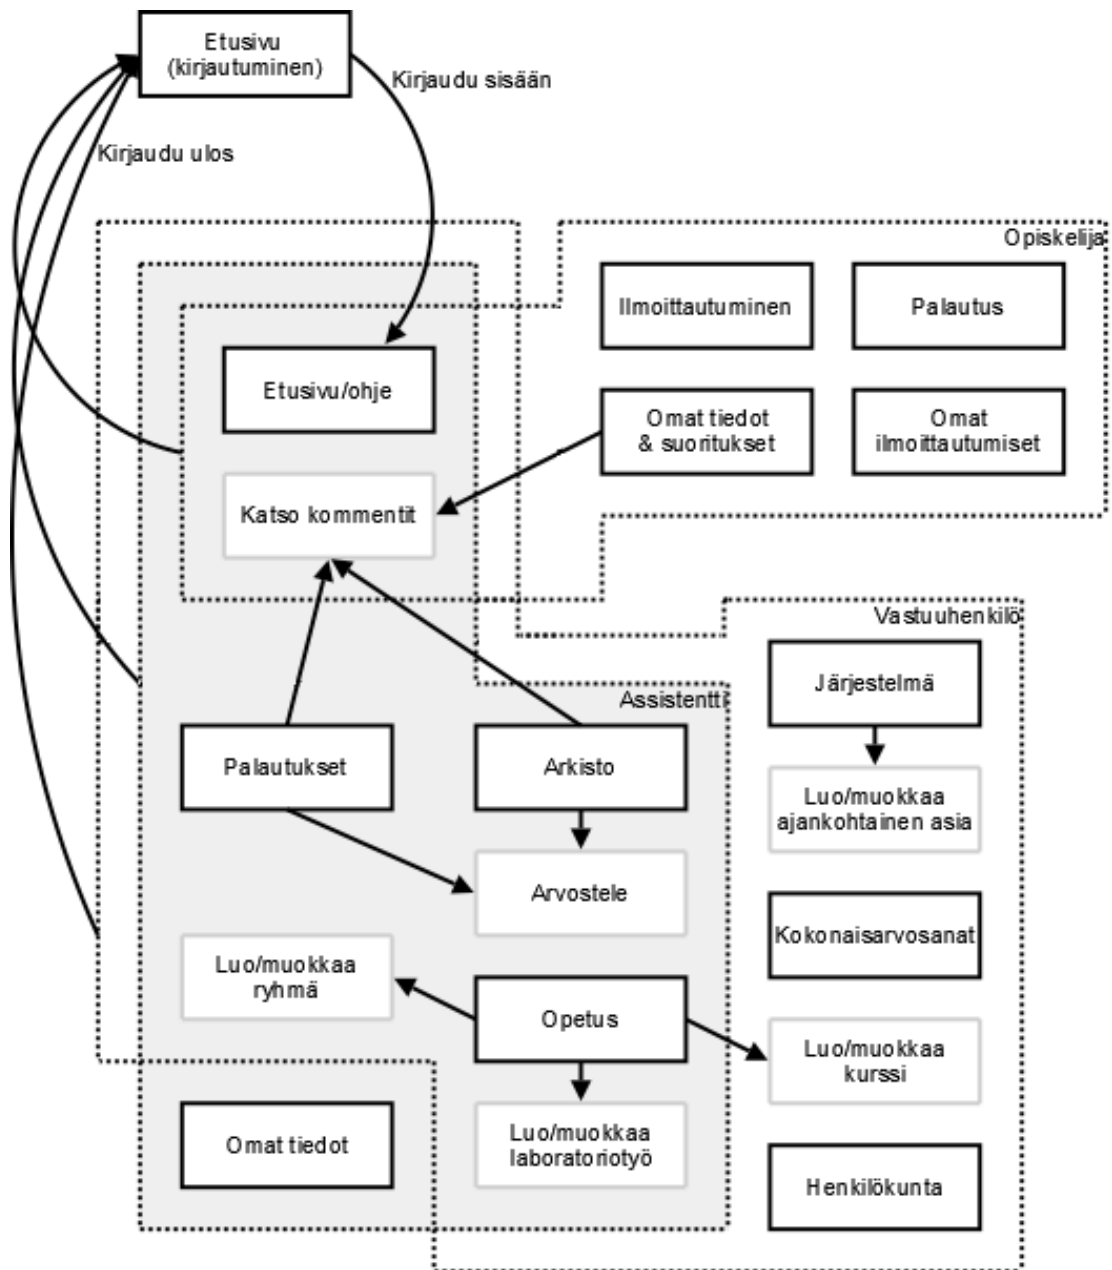 Etusivu
(kirjautuminen)
Kirjaudu sisään
Kirjaudu ulos
Opiskelija
Ilmoittautuminen
Palautus
Etusivu/ohje
Omat tiedot
& suoritukset
Omat
ilmoittautumiset
Katso kommentit
Vastuuhenkilö
Järjestelmä
Assistentti
Palautukset
Arkisto
Luo/muokkaa
ajankohtainen asia
Arvostele
Kokonaisarvosanat
Luo/muokkaa
ryhmä
Opetus
Luo/muokkaa
kurssi
Omat tiedot
Luo/muokkaa
laboratoriotyö
Henkilökunta